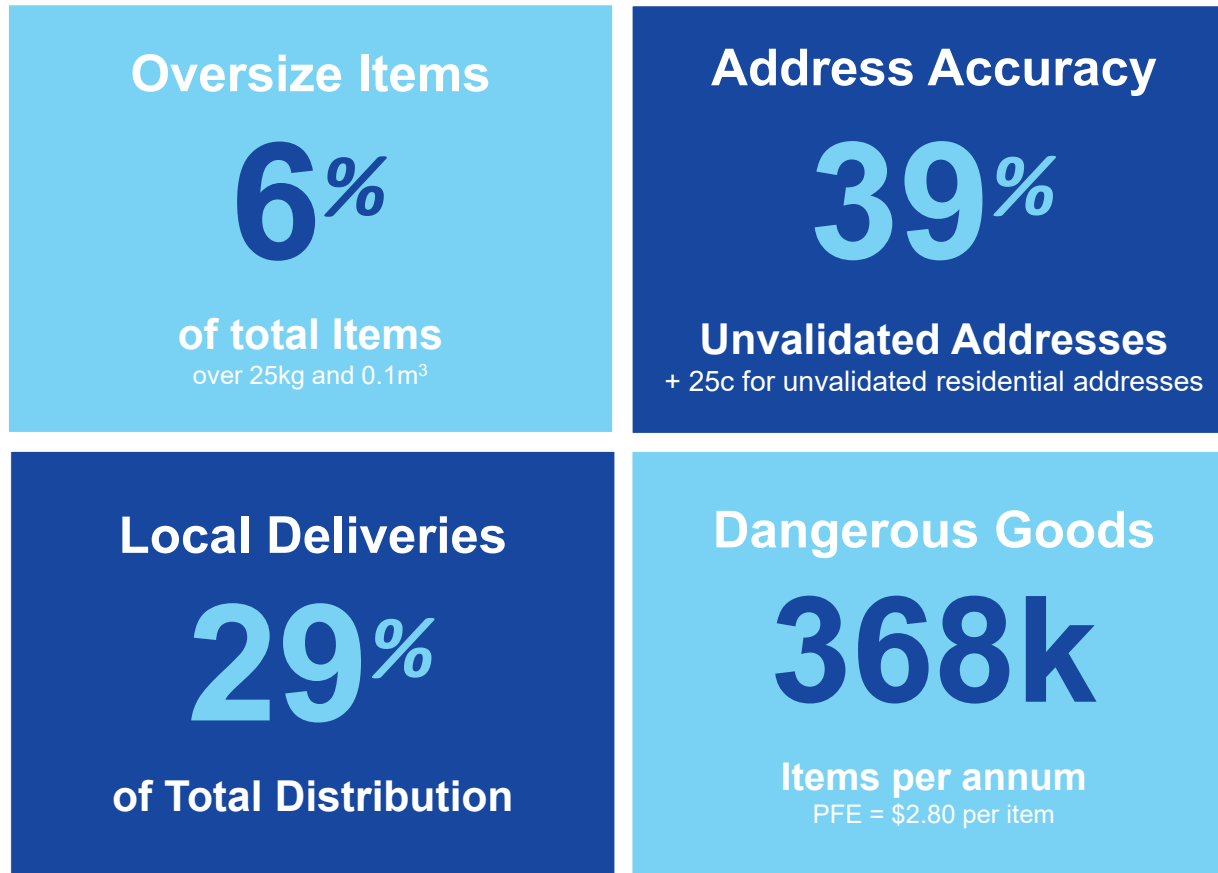 Oversize Items
6%
of total Items
over 25kg and 0.1m³
Address Accuracy
39%
Unvalidated Addresses
+ 25c for unvalidated residential addresses
Local Deliveries
29%
of Total Distribution
Dangerous Goods
368k
Items per annum
PFE = $2.80 per item